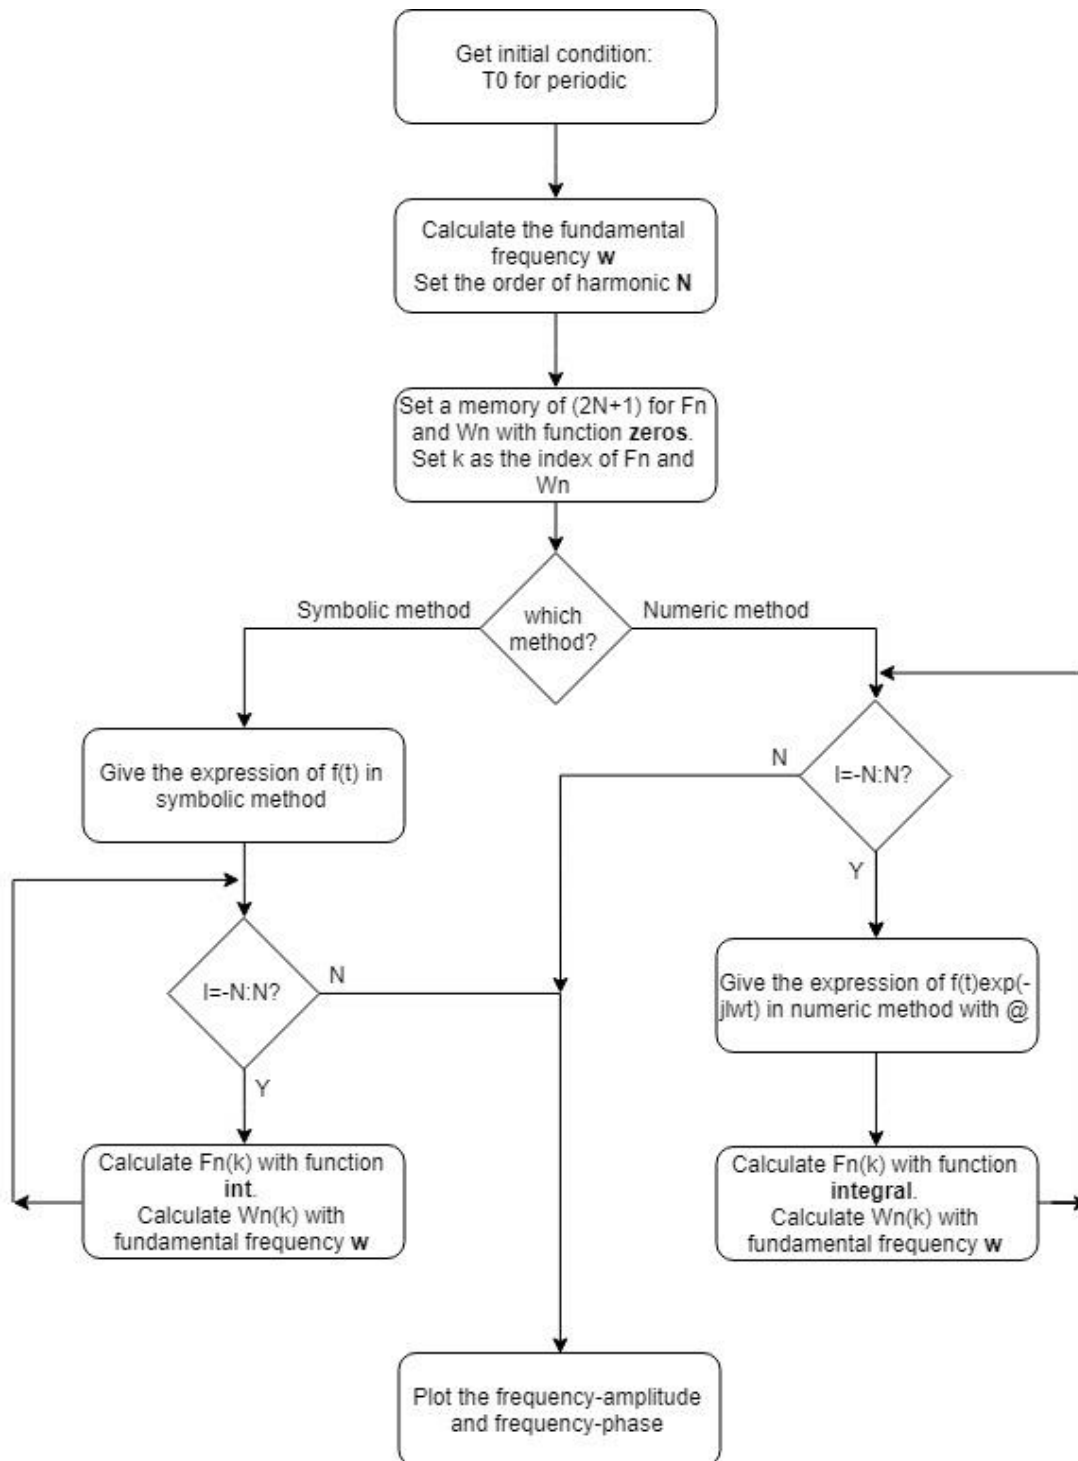 Get initial condition:
T0 for periodic
Calculate the fundamental
frequency w
Set the order of harmonic N
Set a memory of (2N+1) for Fn
and Wn with function zeros.
Set k as the index of Fn and
Wn
which
method?
Symbolic method
Numeric method
Give the expression of f(t) in
symbolic method
l=-N:N?
N
Y
Calculate Fn(k) with function
int.
Calculate Wn(k) with
fundamental frequency w
l=-N:N?
N
Y
Give the expression of f(t)exp(-
jlwt) in numeric method with @
Calculate Fn(k) with function
integral.
Calculate Wn(k) with
fundamental frequency w
Plot the frequency-amplitude
and frequency-phase